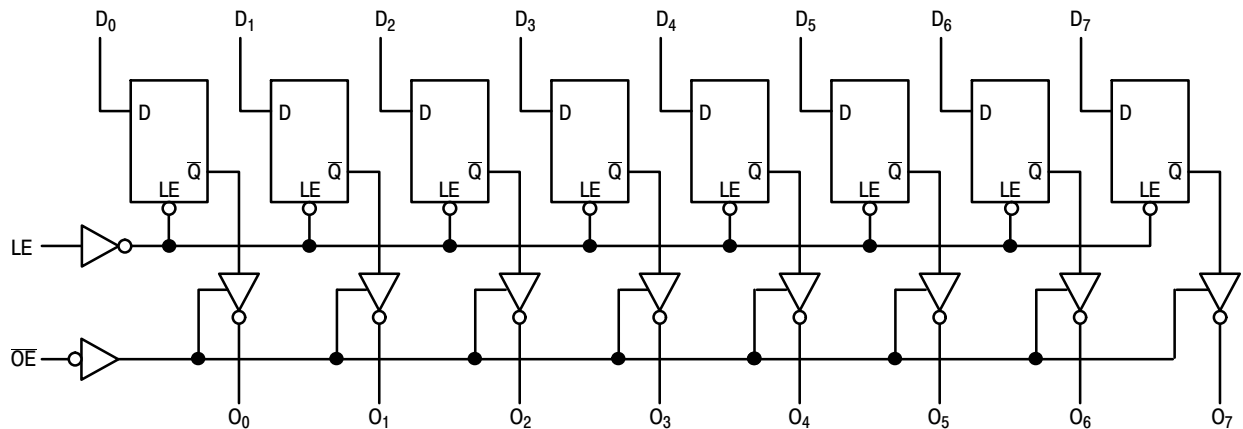 D₀ D₁ D₂ D₃ D₄ D₅ D₆ D₇
D D D D D D D D
Q̅ Q̅ Q̅ Q̅ Q̅ Q̅ Q̅ Q̅
LE LE LE LE LE LE LE LE
LE
O̅E̅
O₀ O₁ O₂ O₃ O₄ O₅ O₆ O₇